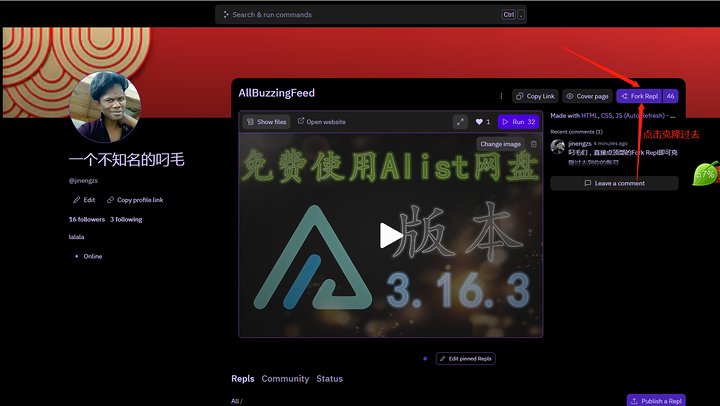 Search & run commands
Ctrl .
AllBuzzingFeed
Copy Link
Cover page
Fork Repl 46
Show files
Open website
1
Run 32
Made with HTML, CSS, JS (Auto Refresh) - ...
Recent comments (1)
点击克隆过去
jinengzs 4 minutes ago
叼毛们，直接点顶部的Fork Repl即可克
隆过去到你的账号
Leave a comment
57%
Change image
免费使用Alist网盘
版本
3.16.3
一个不知名的叼毛
@jinengzs
Edit
Copy profile link
16 followers 3 following
lalala
Online
Edit pinned Repls
Repls Community Status
All /
Publish a Repl